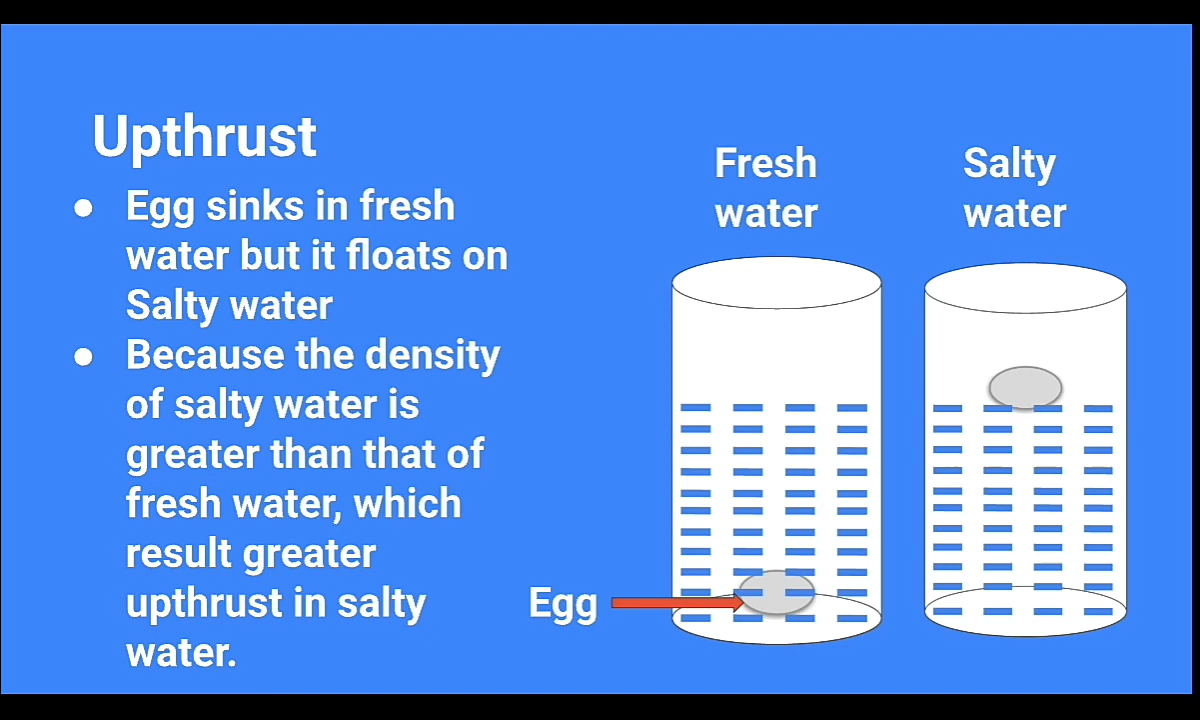 Upthrust
● Egg sinks in fresh
water but it floats on
Salty water
● Because the density
of salty water is
greater than that of
fresh water, which
result greater
upthrust in salty
water.
Fresh
water
Salty
water
Egg